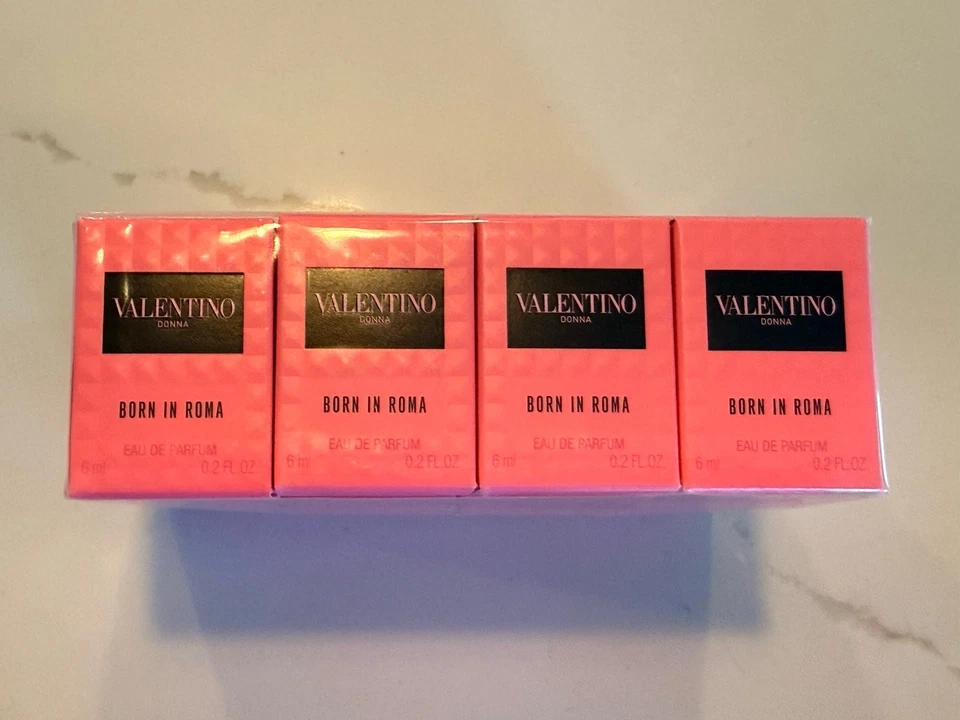 VALENTINO
DONNA
BORN IN ROMA
EAU DE PARFUM
6 ml 0.2 FL.OZ
VALENTINO
DONNA
BORN IN ROMA
EAU DE PARFUM
6 ml 0.2 FL.OZ
VALENTINO
DONNA
BORN IN ROMA
EAU DE PARFUM
6 ml 0.2 FL.OZ
VALENTINO
DONNA
BORN IN ROMA
EAU DE PARFUM
6 ml 0.2 FL.OZ